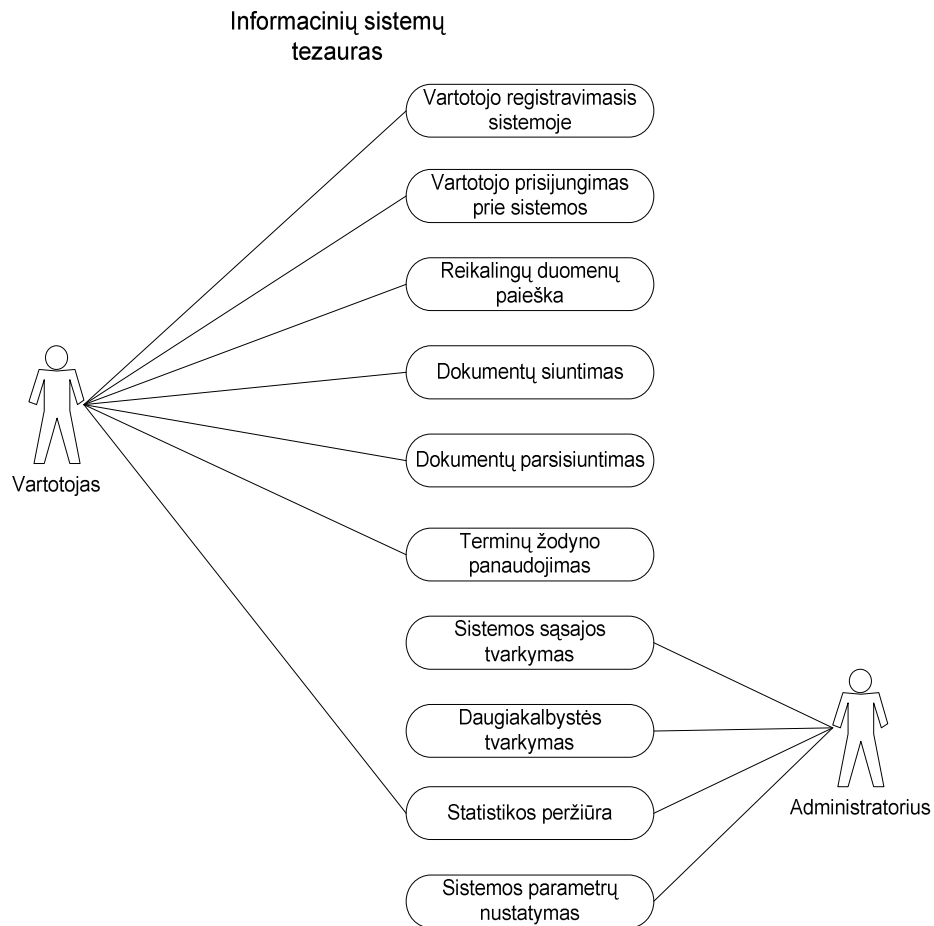 Informacinių sistemų
tezauras
Vartotojo registravimasis
sistemoje
Vartotojo prisijungimas
prie sistemos
Reikalingų duomenų
paieška
Dokumentų siuntimas
Dokumentų parsisiuntimas
Vartotojas
Terminų žodyno
panaudojimas
Sistemos sąsajos
tvarkymas
Daugiakalbystės
tvarkymas
Statistikos peržiūra
Administratorius
Sistemos parametrų
nustatymas